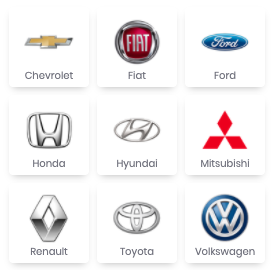 FIAT
Ford
Chevrolet
Fiat
Ford
Honda
Hyundai
Mitsubishi
Renault
Toyota
Volkswagen